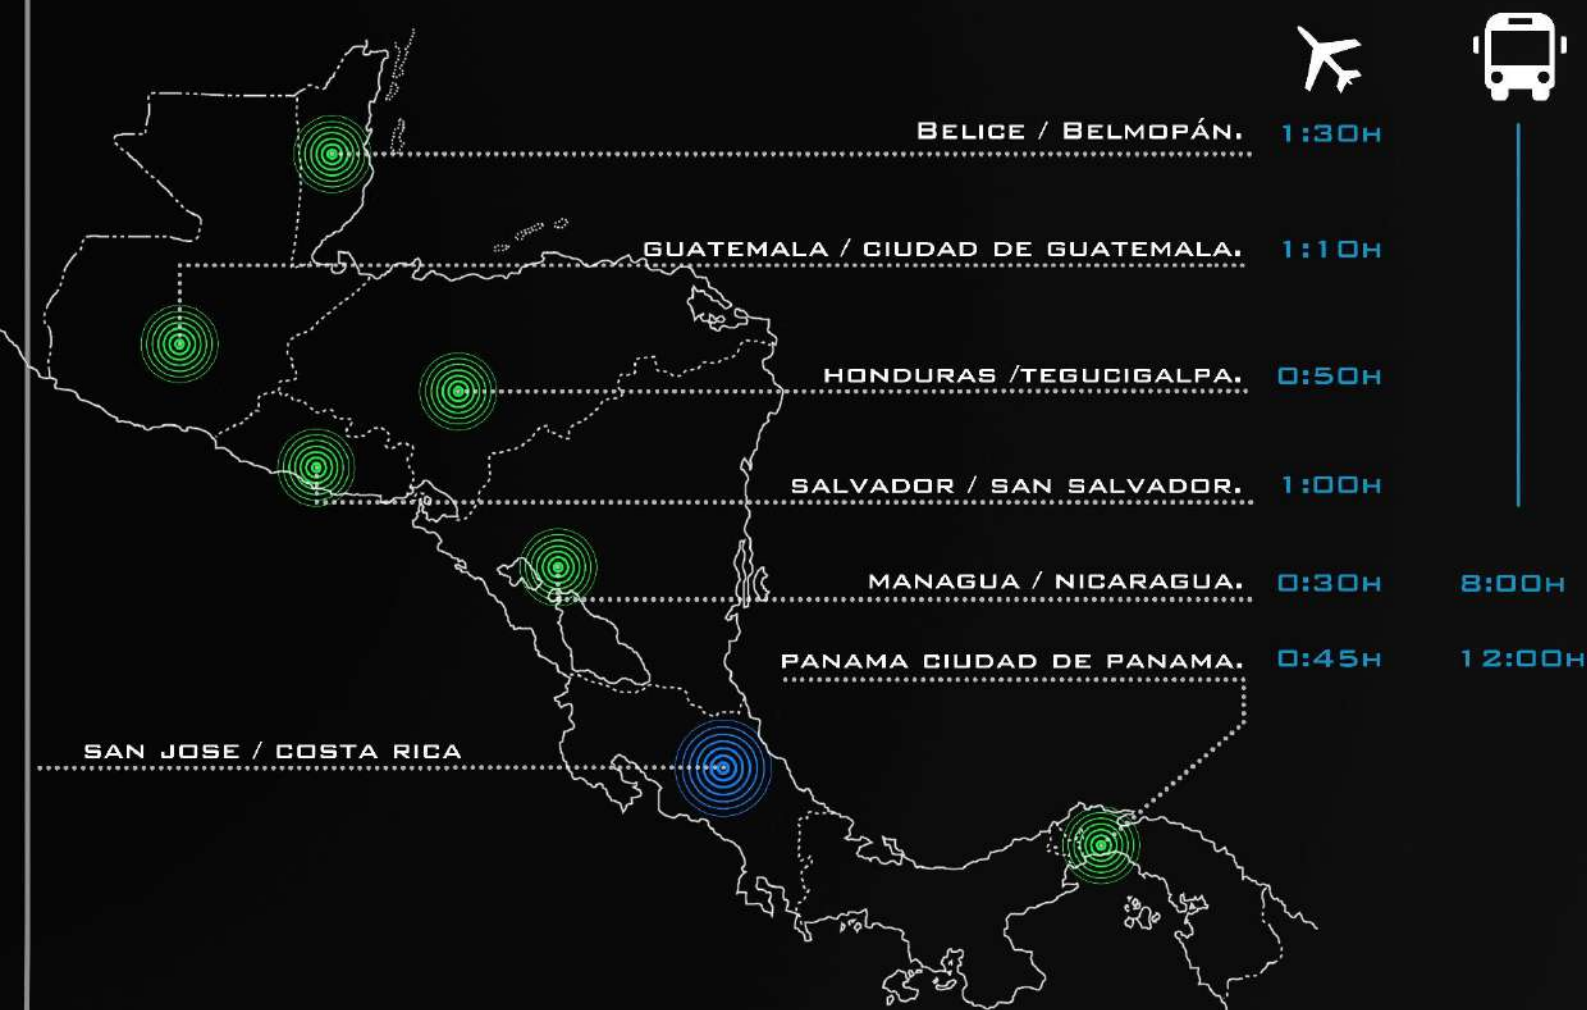 BELICE / BELMOPÁN. 1:30H
GUATEMALA / CIUDAD DE GUATEMALA. 1:10H
HONDURAS /TEGUCIGALPA. 0:50H
SALVADOR / SAN SALVADOR. 1:00H
MANAGUA / NICARAGUA. 0:30H 8:00H
PANAMA CIUDAD DE PANAMA. 0:45H 12:00H
SAN JOSE / COSTA RICA